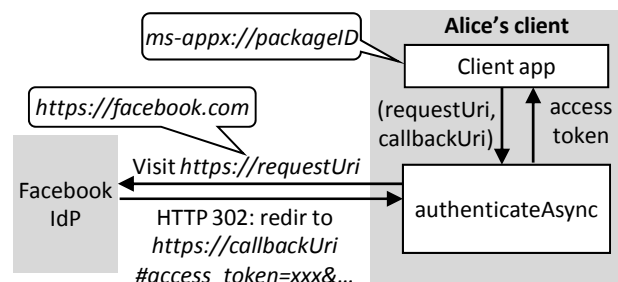 Alice's client
ms-appx://packageID
Client app
https://facebook.com
(requestUri,
callbackUri)
access
token
Visit https://requestUri
Facebook
IdP
authenticateAsync
HTTP 302: redir to
https://callbackUri
#access_token=xxx&...